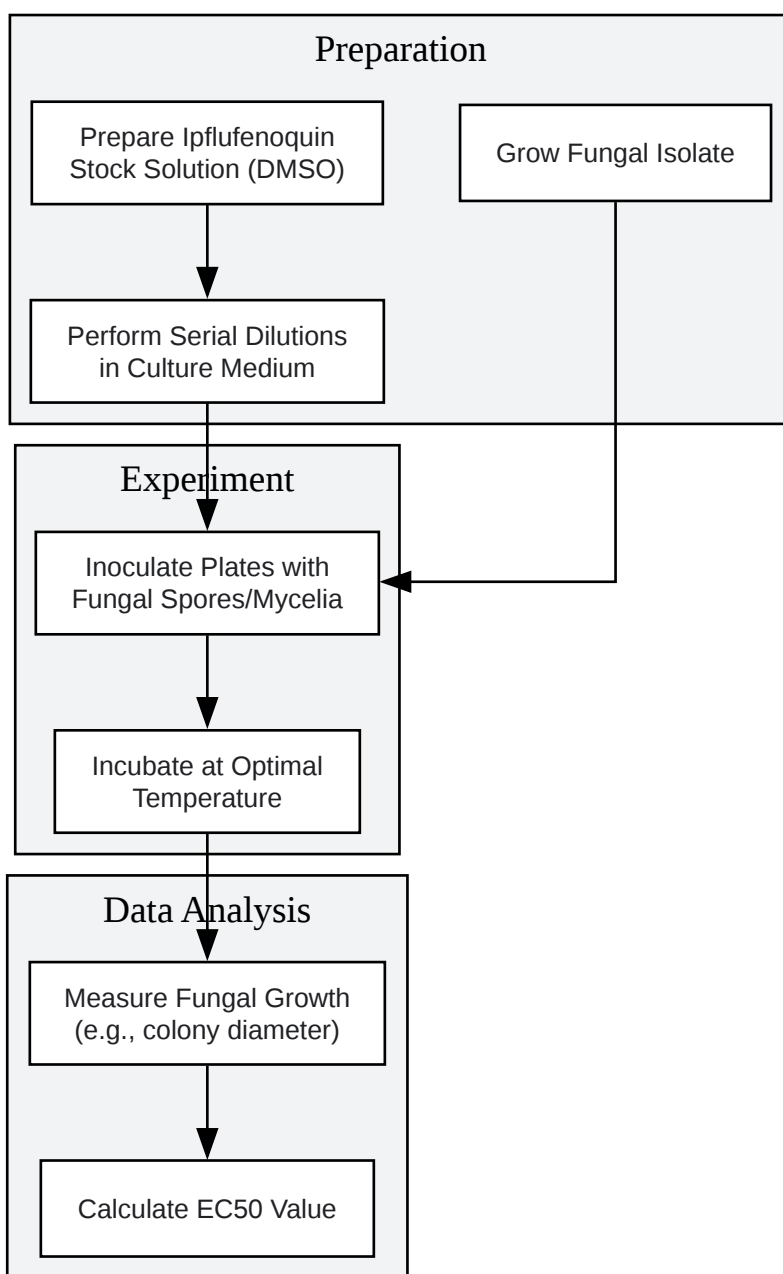 Preparation
Prepare Ipflufenoquin
Stock Solution (DMSO)
Grow Fungal Isolate
Perform Serial Dilutions
in Culture Medium
Experiment
Inoculate Plates with
Fungal Spores/Mycelia
Incubate at Optimal
Temperature
Data Analysis
Measure Fungal Growth
(e.g., colony diameter)
Calculate EC50 Value